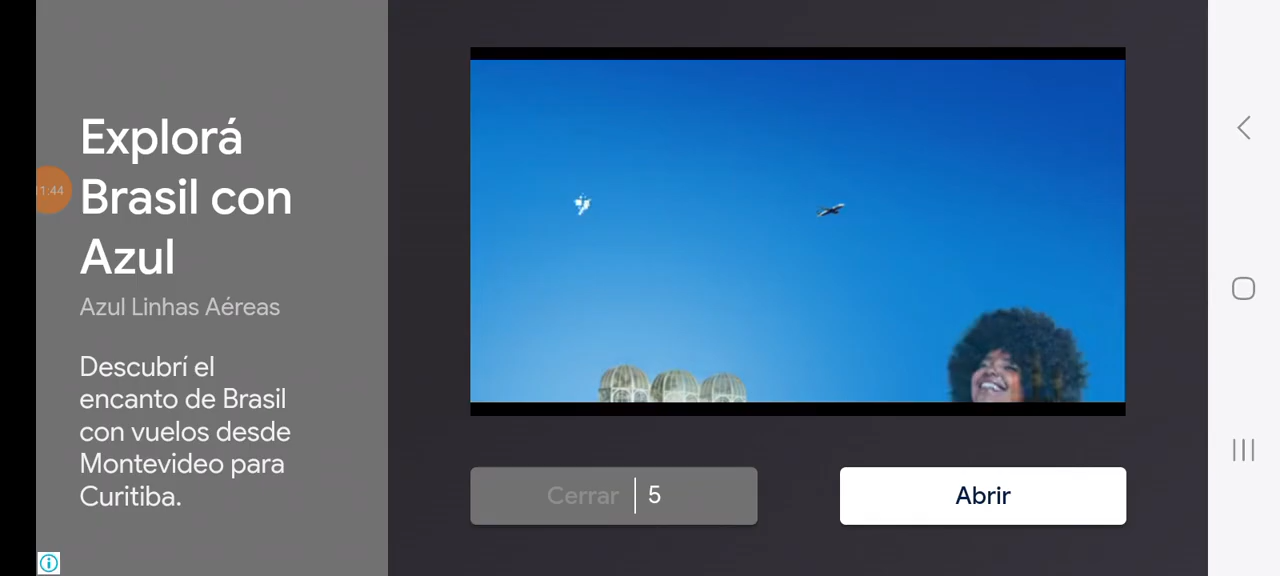 Explorá
Brasil con
Azul
11:44
Azul Linhas Aéreas
Descubrí el
encanto de Brasil
con vuelos desde
Montevideo para
Curitiba.
Cerrar | 5
Abrir